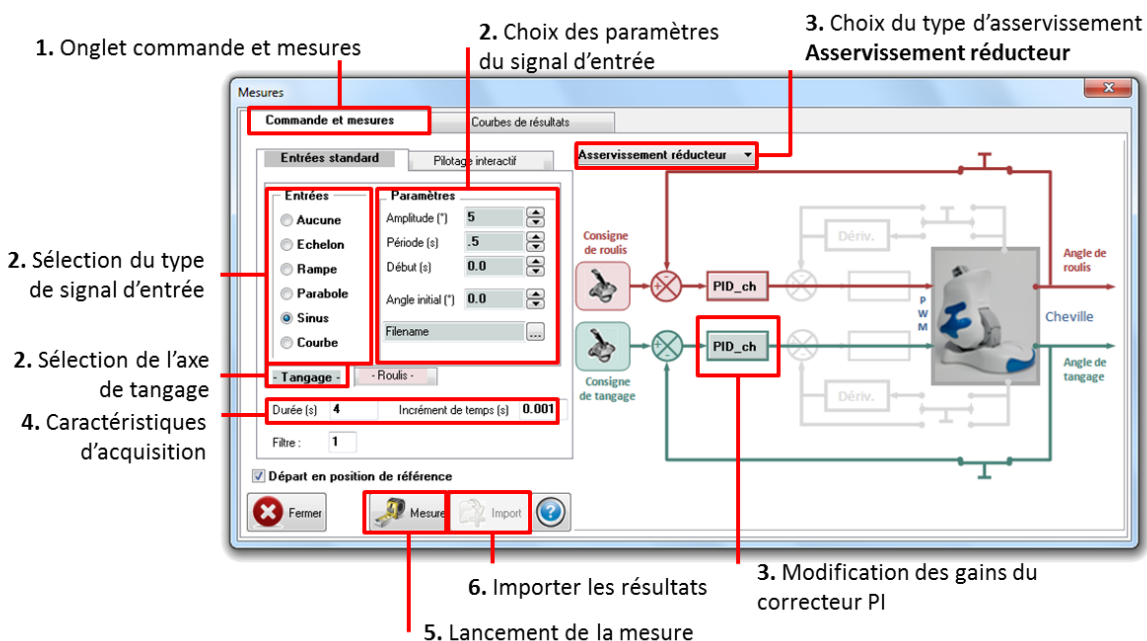 1. Onglet commande et mesures
2. Choix des paramètres
du signal d'entrée
3. Choix du type d'asservissement
Asservissement réducteur
Mesures
Commande et mesures
Courbes de résultats
Entrées standard
Pilotage interactif
Asservissement réducteur
Entrées
Aucune
Echelon
Rampe
Parabole
Sinus
Courbe
Paramètres
Amplitude (°) 5
Période (s) .5
Début (s) 0.0
Angle initial (°) 0.0
Filename ...
- Tangage -
- Roulis -
Durée (s) 4
Incrément de temps (s) 0.001
Filtre : 1
Départ en position de référence
Fermer
Mesure
Import
?
Consigne
de roulis
PID_ch
Dériv.
Angle de
roulis
P
W
M
Cheville
PID_ch
Consigne
de tangage
Dériv.
Angle de
tangage
2. Sélection du type
de signal d'entrée
2. Sélection de l'axe
de tangage
4. Caractéristiques
d'acquisition
6. Importer les résultats
3. Modification des gains du
correcteur PI
5. Lancement de la mesure